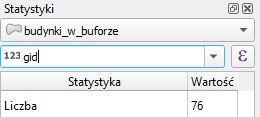 Statystyki
budynki_w_buforze
123 gid
ε
Statystyka Wartość
Liczba 76